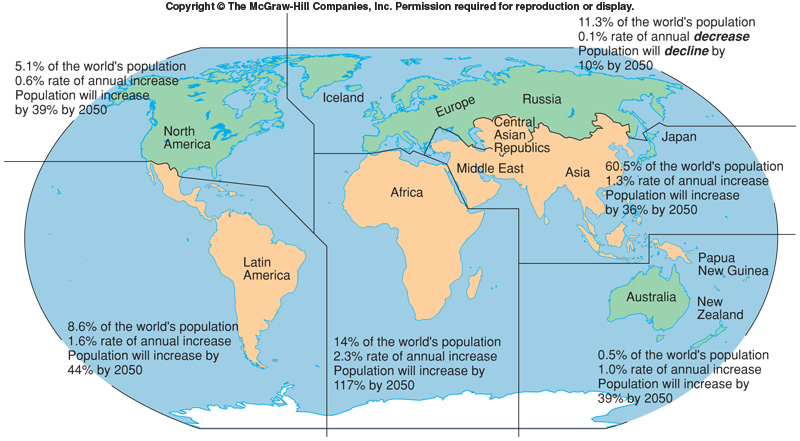 Copyright © The McGraw-Hill Companies, Inc. Permission required for reproduction or display.
11.3% of the world's population
0.1% rate of annual decrease
Population will decline by
10% by 2050
5.1% of the world's population
0.6% rate of annual increase
Population will increase
by 39% by 2050
Iceland
Europe
Russia
North
America
Central
Asian
Republics
Japan
Middle East
Asia
Africa
60.5% of the world's population
1.3% rate of annual increase
Population will increase
by 36% by 2050
Latin
America
Papua
New Guinea
Australia
New
Zealand
8.6% of the world's population
1.6% rate of annual increase
Population will increase by
44% by 2050
14% of the world's population
2.3% rate of annual increase
Population will increase by
117% by 2050
0.5% of the world's population
1.0% rate of annual increase
Population will increase by
39% by 2050